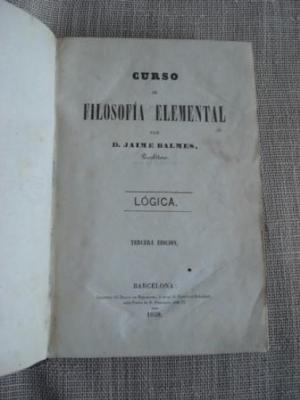 CURSO
DE
FILOSOFÍA ELEMENTAL
POR
D. JAIME BALMES,
Presbítero.
LÓGICA.
TERCERA EDICION.
BARCELONA:
1858.